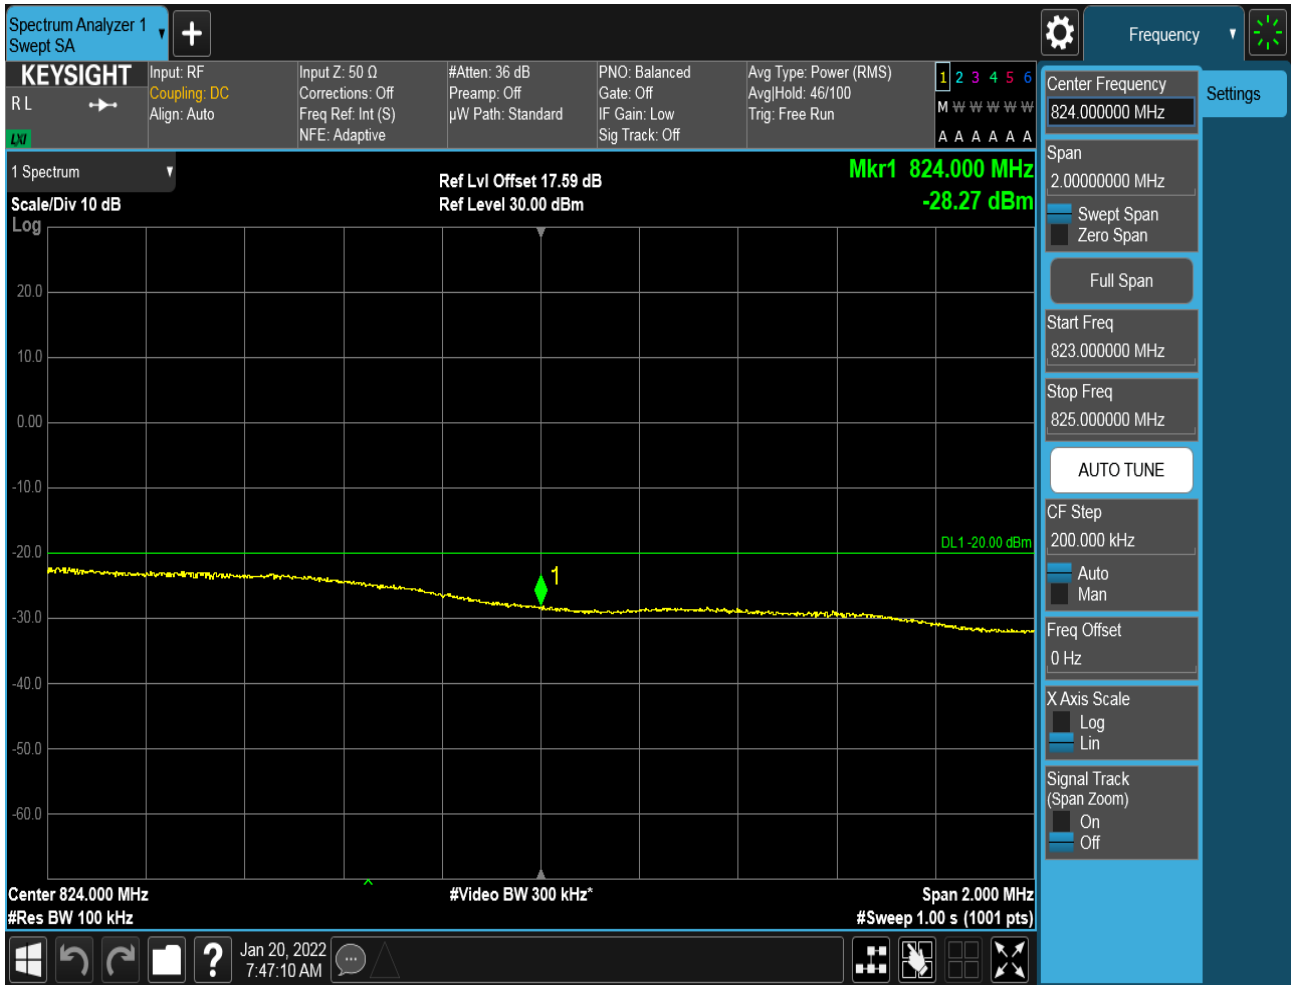 Spectrum Analyzer 1
Swept SA
Frequency
KEYSIGHT
R L
LXI
Input: RF
Coupling: DC
Align: Auto
Input Z: 50 Ω
Corrections: Off
Freq Ref: Int (S)
NFE: Adaptive
#Atten: 36 dB
Preamp: Off
µW Path: Standard
PNO: Balanced
Gate: Off
IF Gain: Low
Sig Track: Off
Avg Type: Power (RMS)
Avg|Hold: 46/100
Trig: Free Run
1 2 3 4 5 6
M W W W W W
A A A A A A
1 Spectrum
Scale/Div 10 dB
Log
Ref Lvl Offset 17.59 dB
Ref Level 30.00 dBm
Mkr1 824.000 MHz
-28.27 dBm
20.0
10.0
0.00
-10.0
-20.0
-30.0
-40.0
-50.0
-60.0
DL1 -20.00 dBm
1
Center 824.000 MHz
#Res BW 100 kHz
#Video BW 300 kHz*
Span 2.000 MHz
#Sweep 1.00 s (1001 pts)
Jan 20, 2022
7:47:10 AM
Center Frequency
824.000000 MHz
Settings
Span
2.00000000 MHz
Swept Span
Zero Span
Full Span
Start Freq
823.000000 MHz
Stop Freq
825.000000 MHz
AUTO TUNE
CF Step
200.000 kHz
Auto
Man
Freq Offset
0 Hz
X Axis Scale
Log
Lin
Signal Track
(Span Zoom)
On
Off